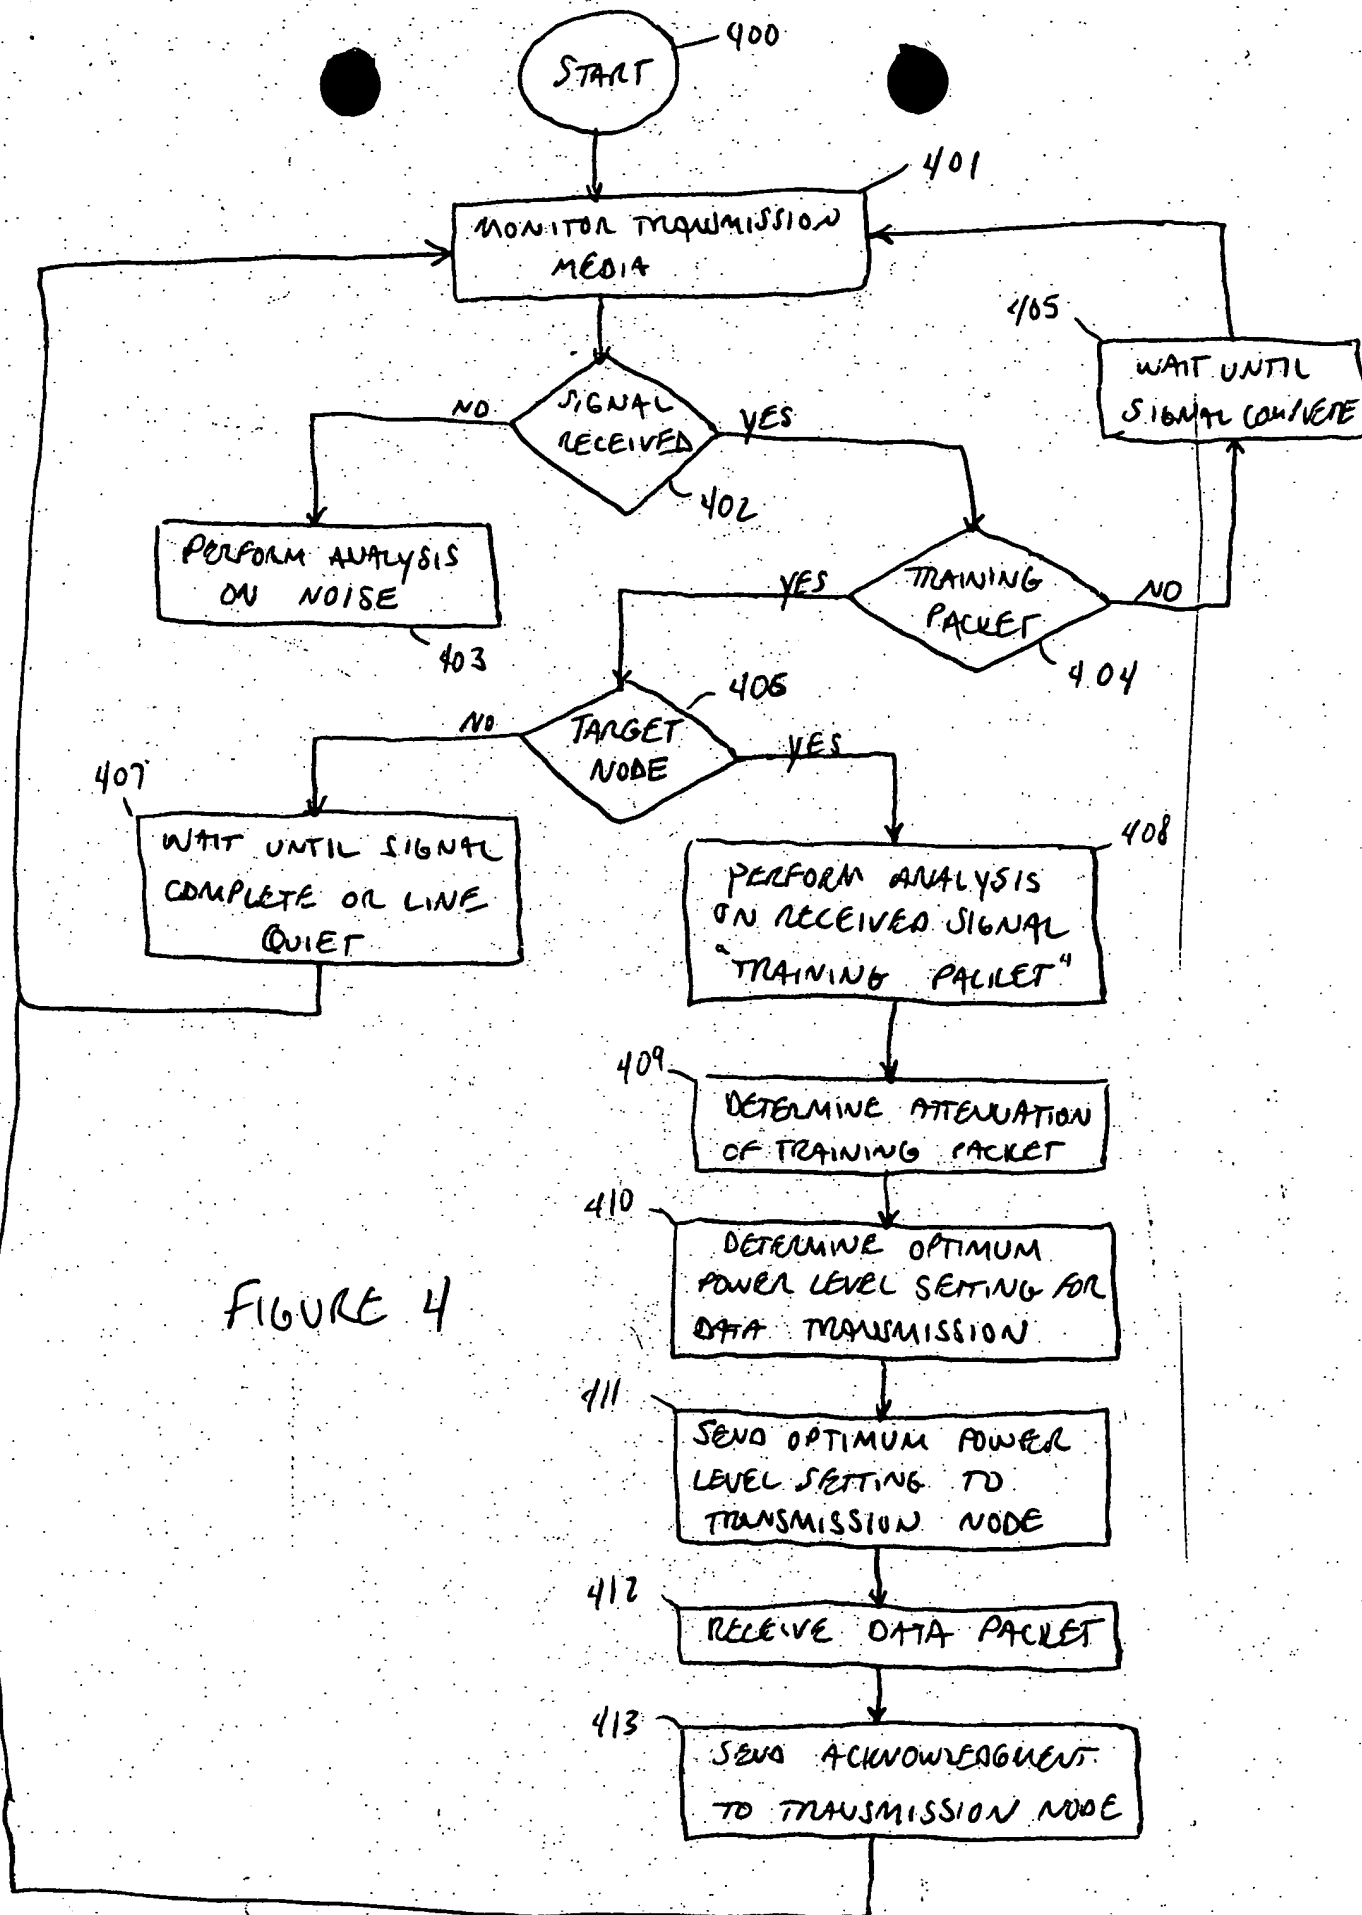 400
START
401
MONITOR TRANSMISSION
MEDIA
405
WAIT UNTIL
SIGNAL COMPLETE
NO
SIGNAL
RECEIVED
YES
402
PERFORM ANALYSIS
ON NOISE
403
YES
TRAINING
PACKET
NO
404
406
NO
TARGET
NODE
YES
407
WAIT UNTIL SIGNAL
COMPLETE OR LINE
QUIET
408
PERFORM ANALYSIS
ON RECEIVED SIGNAL
"TRAINING PACKET"
409
DETERMINE ATTENUATION
OF TRAINING PACKET
410
DETERMINE OPTIMUM
POWER LEVEL SETTING FOR
DATA TRANSMISSION
FIGURE 4
411
SEND OPTIMUM POWER
LEVEL SETTING TO
TRANSMISSION NODE
412
RECEIVE DATA PACKET
413
SEND ACKNOWLEDGMENT
TO TRANSMISSION NODE